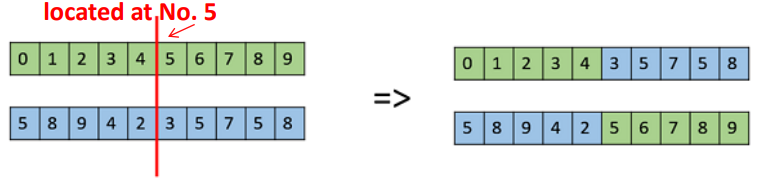 located at No. 5
0 1 2 3 4 5 6 7 8 9
5 8 9 4 2 3 5 7 5 8
=>
0 1 2 3 4 3 5 7 5 8
5 8 9 4 2 5 6 7 8 9